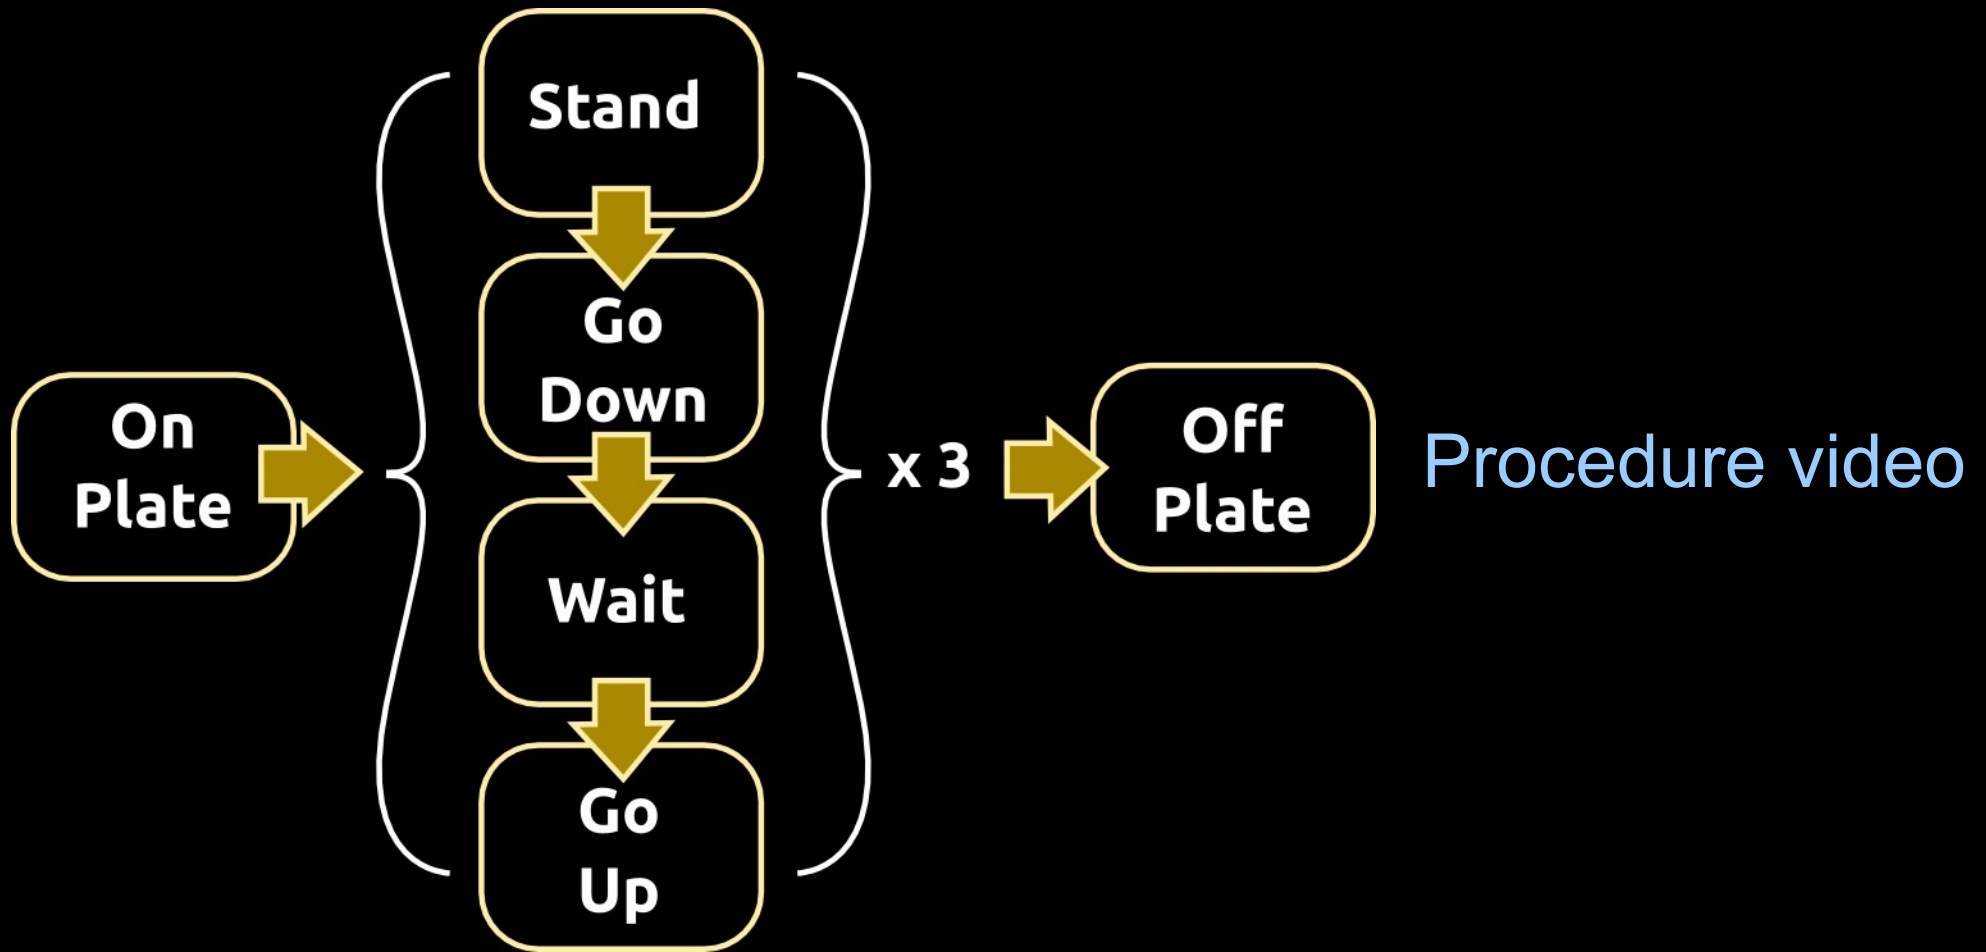 On
Plate
Stand
Go
Down
Wait
Go
Up
x 3
Off
Plate
Procedure video